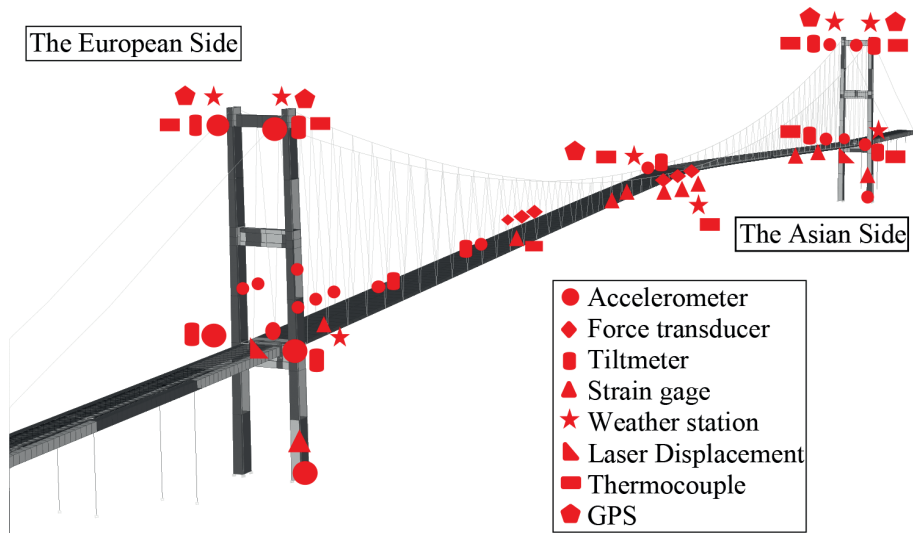 The European Side
The Asian Side
Accelerometer
Force transducer
Tiltmeter
Strain gage
Weather station
Laser Displacement
Thermocouple
GPS